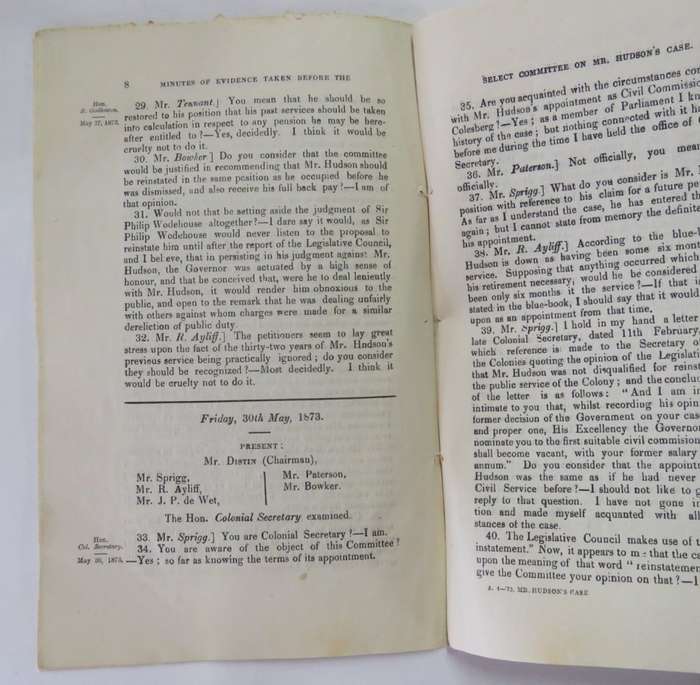 8 MINUTES OF EVIDENCE TAKEN BEFORE THE
Hon.
May 27, 1873.
29. Mr. Tennant.] You mean that he should be so
restored to his position that his past services should be taken
into calculation in respect to any pension he may be here-
after entitled to?—Yes, decidedly. I think it would be
cruelty not to do it.
30. Mr. Bowker] Do you consider that the committee
would be justified in recommending that Mr. Hudson should
be reinstated in the same position as he occupied before he
was dismissed, and also receive his full back pay?—I am of
that opinion.
31. Would not that be setting aside the judgment of Sir
Philip Wodehouse altogether?—I dare say it would, as Sir
Philip Wodehouse would never listen to the proposal to
reinstate him until after the report of the Legislative Council,
and I bel eve, that in persisting in his judgment against Mr.
Hudson, the Governor was actuated by a high sense of
honour, and that he conceived that, were he to deal leniently
with Mr. Hudson, it would render him obnoxious to the
public, and open to the remark that he was dealing unfairly
with others against whom charges were made for a similar
dereliction of public duty
32. Mr. R. Ayliff.] The petitioners seem to lay great
stress upon the fact of the thirty-two years of Mr. Hudson's
previous service being practically ignored; do you consider
they should be recognised?—Most decidedly. I think it
would be cruelty not to do it.
Friday, 30th May, 1873.
PRESENT:
Mr. DISTIN (Chairman),
Mr. Sprigg,
Mr. R. Ayliff,
Mr. J. P. de Wet,
Mr. Paterson,
Mr. Bowker.
The Hon. Colonial Secretary examined.
Hon.
Col. Secretary.
May 30, 1873.
33. Mr. Sprigg.] You are Colonial Secretary?—I am.
34. You are aware of the object of this Committee?
—Yes; so far as knowing the terms of its appointment.
SELECT COMMITTEE ON MR. HUDSON'S CASE.
35. Are you acquainted with the circumstances con
with Mr. Hudson's appointment as Civil Commissio
Colesberg?—Yes; as a member of Parliament I kn
history of the case; but nothing connected with it ha
before me during the time I have held the office of
Secretary.
36. Mr. Paterson.] Not officially, you mean
officially.
37. Mr. Sprigg.] What do you consider is Mr.
position with reference to his claim for a future p
As far as I understand the case, he has entered th
again; but I cannot state from memory the definite
his appointment.
38. Mr. R. Ayliff.] According to the blue-b
Hudson is down as having been some six mont
service. Supposing that anything occurred which
his retirement necessary, would he be considered
been only six months in the service?—If that i
stated in the blue-book, I should say that it would
upon as an appointment from that time.
39. Mr. Sprigg.] I hold in my hand a letter
late Colonial Secretary, dated 11th February,
which reference is made to the Secretary o
the Colonies quoting the opinion of the Legislat
that Mr. Hudson was not disqualified for reinst
the public service of the Colony; and the conclu
of the letter is as follows: "And I am in
intimate to you that, whilst recording his opin
former decision of the Government on your cas
and proper one, His Excellency the Governo
nominate you to the first suitable civil commision
shall become vacant, with your former salary
annum." Do you consider that the appoint
Hudson was the same as if he had never
Civil Service before?—I should not like to g
reply to that question. I have not gone in
tion and made myself acquanted with all
stances of the case.
40. The Legislative Council makes use of t
instatement." Now, it appears to m: that the ca
upon the meaning of that word "reinstatemen
give the Committee your opinion on that?—I
A. 4—'73. MR. HUDSON'S CASE